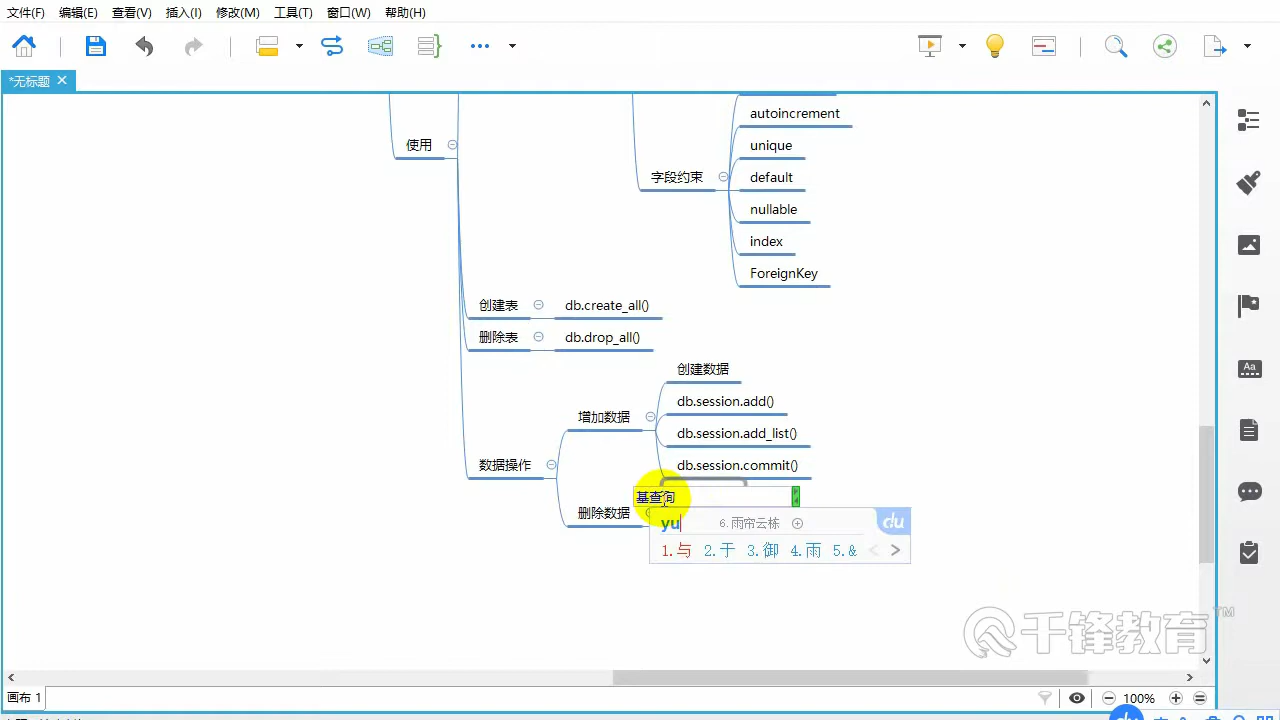 文件(F) 编辑(E) 查看(V) 插入(I) 修改(M) 工具(T) 窗口(W) 帮助(H)
*无标题
autoincrement
使用
unique
字段约束
default
nullable
index
ForeignKey
创建表
db.create_all()
删除表
db.drop_all()
创建数据
db.session.add()
增加数据
db.session.add_list()
数据操作
db.session.commit()
基查询
删除数据
yu 6.雨帘云栋
du
1.与 2.于 3.御 4.雨 5.&
千锋教育™
画布 1
100%